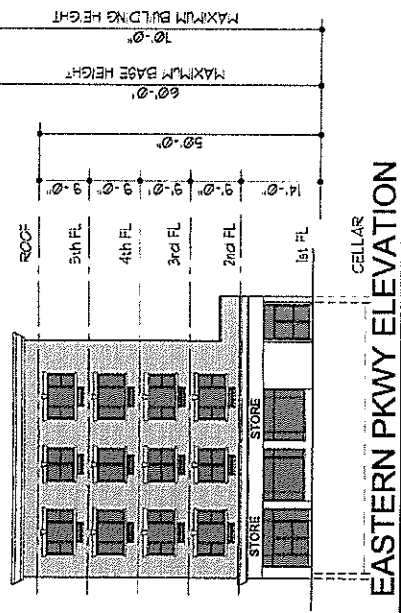 MAXIMUM BUILDING HEIGHT
70'-0"
MAXIMUM BASE HEIGHT
60'-0"
50'-0"
9'-0"
9'-0"
9'-0"
9'-0"
14'-0"
ROOF
5th FL
4th FL
3rd FL
2nd FL
1st FL
CELLAR
STORE
STORE
EASTERN PKWY ELEVATION